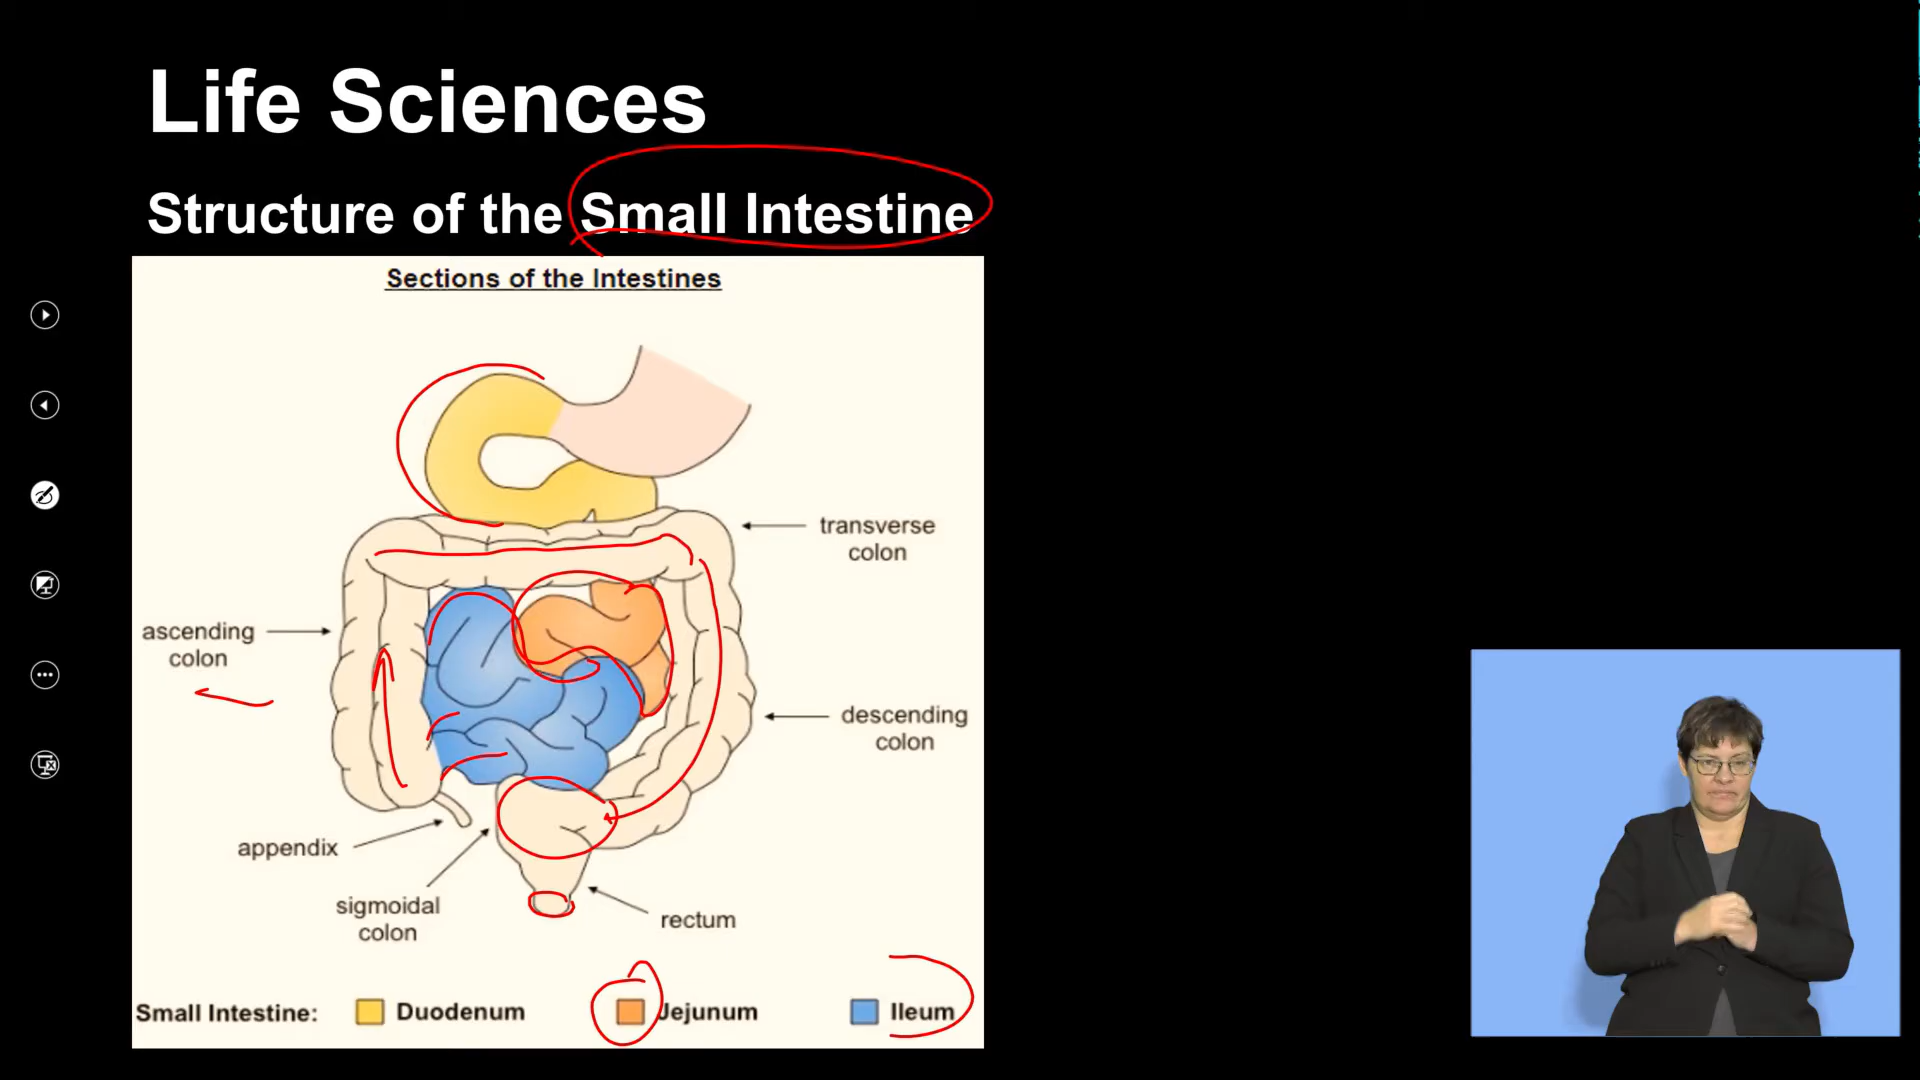 Life Sciences
Structure of the Small Intestine
Sections of the Intestines
transverse
colon
ascending
colon
descending
colon
appendix
sigmoidal
colon
rectum
Small Intestine: Duodenum Jejunum Ileum